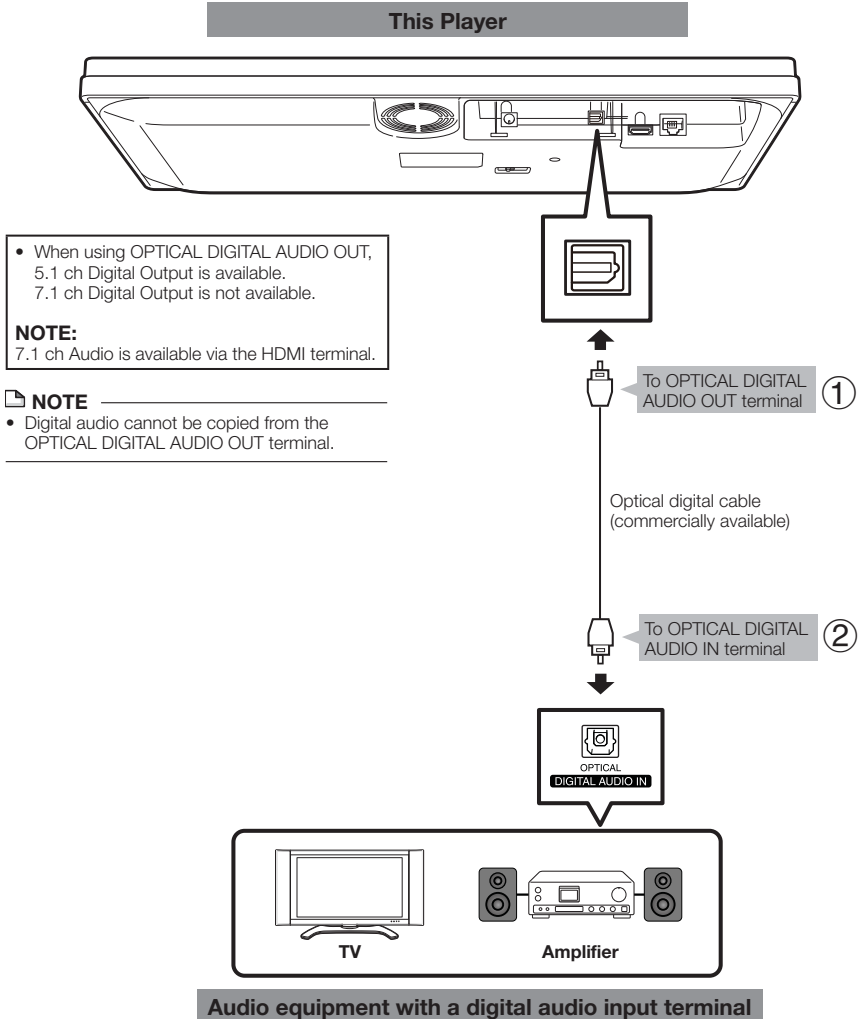 This Player
• When using OPTICAL DIGITAL AUDIO OUT,
5.1 ch Digital Output is available.
7.1 ch Digital Output is not available.
NOTE:
7.1 ch Audio is available via the HDMI terminal.
NOTE
• Digital audio cannot be copied from the
OPTICAL DIGITAL AUDIO OUT terminal.
To OPTICAL DIGITAL
AUDIO OUT terminal
①
Optical digital cable
(commercially available)
To OPTICAL DIGITAL
AUDIO IN terminal
②
OPTICAL
DIGITAL AUDIO IN
TV
Amplifier
Audio equipment with a digital audio input terminal